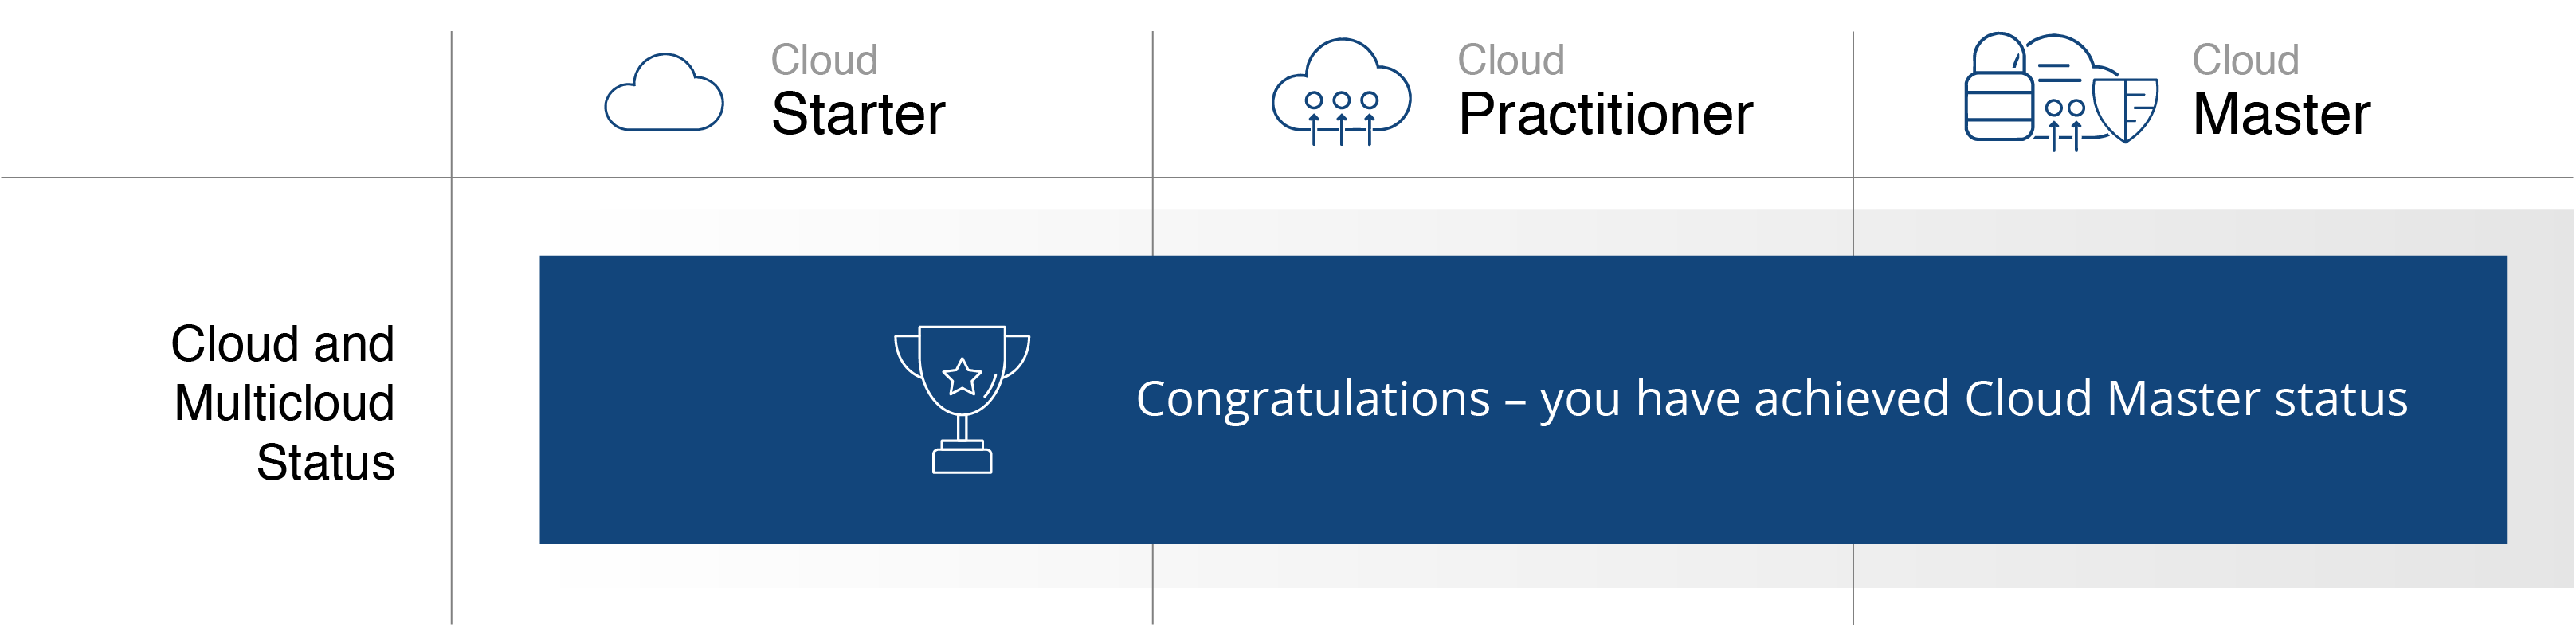 Cloud
Starter
Cloud
Practitioner
Cloud
Master
Cloud and
Multicloud
Status
Congratulations – you have achieved Cloud Master status